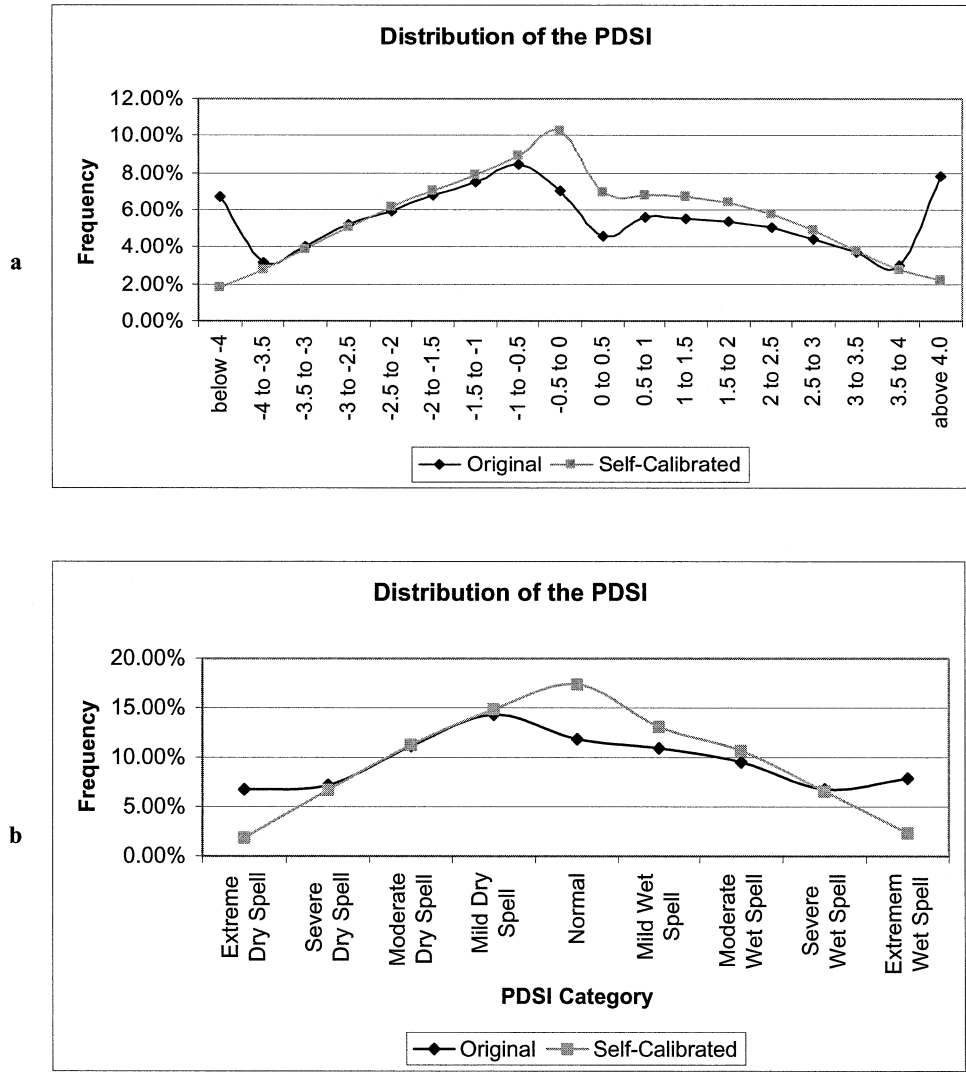 Distribution of the PDSI
12.00%
10.00%
8.00%
6.00%
4.00%
2.00%
0.00%
Frequency
a
below -4
-4 to -3.5
-3.5 to -3
-3 to -2.5
-2.5 to -2
-2 to -1.5
-1.5 to -1
-1 to -0.5
-0.5 to 0
0 to 0.5
0.5 to 1
1 to 1.5
1.5 to 2
2 to 2.5
2.5 to 3
3 to 3.5
3.5 to 4
above 4.0
Original Self-Calibrated
Distribution of the PDSI
20.00%
15.00%
10.00%
5.00%
0.00%
Frequency
b
Extreme
Dry Spell
Severe
Dry Spell
Moderate
Dry Spell
Mild Dry
Spell
Normal
Mild Wet
Spell
Moderate
Wet Spell
Severe
Wet Spell
Extremem
Wet Spell
PDSI Category
Original Self-Calibrated